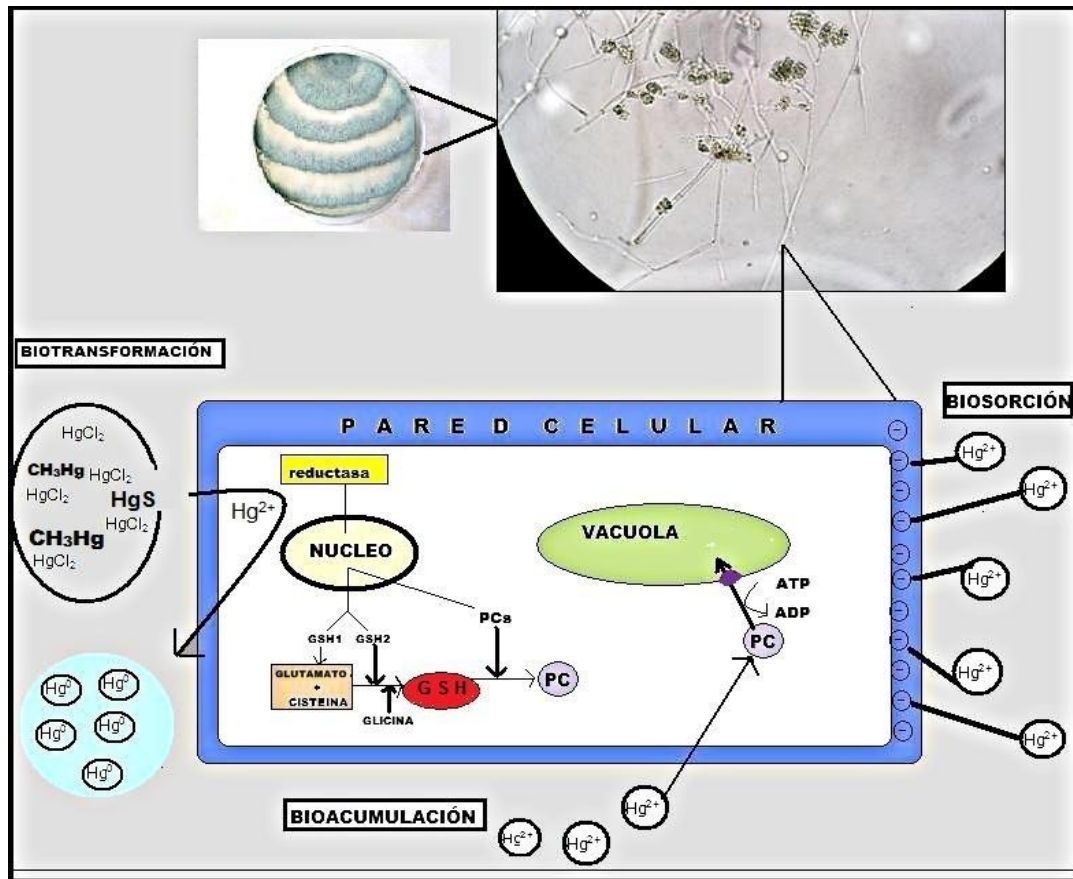 BIOTRANSFORMACIÓN
HgCl₂
CH₃Hg HgCl₂
HgCl₂ HgS
HgCl₂
CH₃Hg
HgCl₂
Hg²⁺
Hg⁰ Hg⁰
Hg⁰ Hg⁰
Hg⁰
PARED CELULAR
reductasa
NUCLEO
GSH1 GSH2
PCs
GLUTAMATO
+
CISTEINA
GLICINA
GSH
PC
VACUOLA
ATP
ADP
PC
BIOSORCIÓN
Hg²⁺
Hg²⁺
Hg²⁺
Hg²⁺
Hg²⁺
BIOACUMULACIÓN
Hg²⁺
Hg²⁺
Hg²⁺